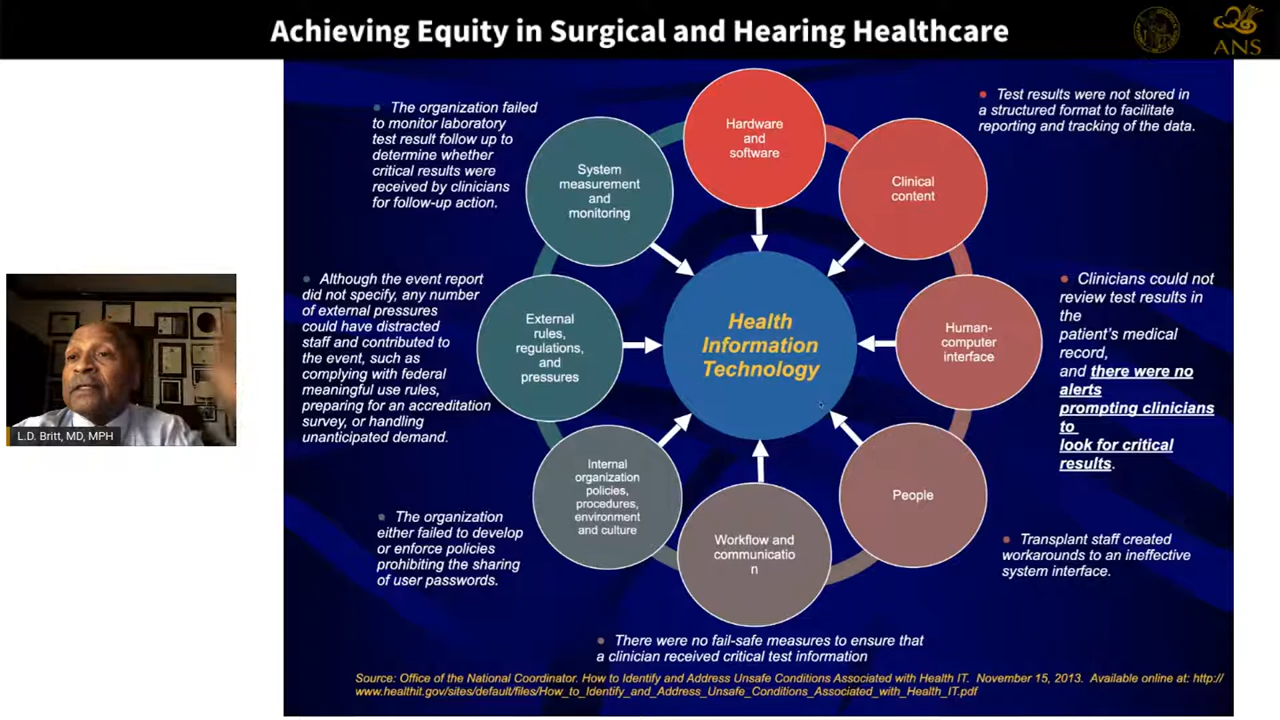 Achieving Equity in Surgical and Hearing Healthcare
ANS
The organization failed
to monitor laboratory
test result follow up to
determine whether
critical results were
received by clinicians
for follow-up action.
System
measurement
and
monitoring
Hardware
and
software
Clinical
content
Test results were not stored in
a structured format to facilitate
reporting and tracking of the data.
Although the event report
did not specify, any number
of external pressures
could have distracted
staff and contributed to
the event, such as
complying with federal
meaningful use rules,
preparing for an accreditation
survey, or handling
unanticipated demand.
External
rules,
regulations,
and
pressures
Health
Information
Technology
Human-
computer
interface
Clinicians could not
review test results in
the
patient's medical
record,
and there were no
alerts
prompting clinicians
to
look for critical
results.
L.D. Britt, MD, MPH
Internal
organization
policies,
procedures,
environment
and culture
People
The organization
either failed to develop
or enforce policies
prohibiting the sharing
of user passwords.
Workflow and
communicatio
n
Transplant staff created
workarounds to an ineffective
system interface.
There were no fail-safe measures to ensure that
a clinician received critical test information
Source: Office of the National Coordinator. How to Identify and Address Unsafe Conditions Associated with Health IT. November 15, 2013. Available online at: http://
www.healthit.gov/sites/default/files/How_to_Identify_and_Address_Unsafe_Conditions_Associated_with_Health_IT.pdf